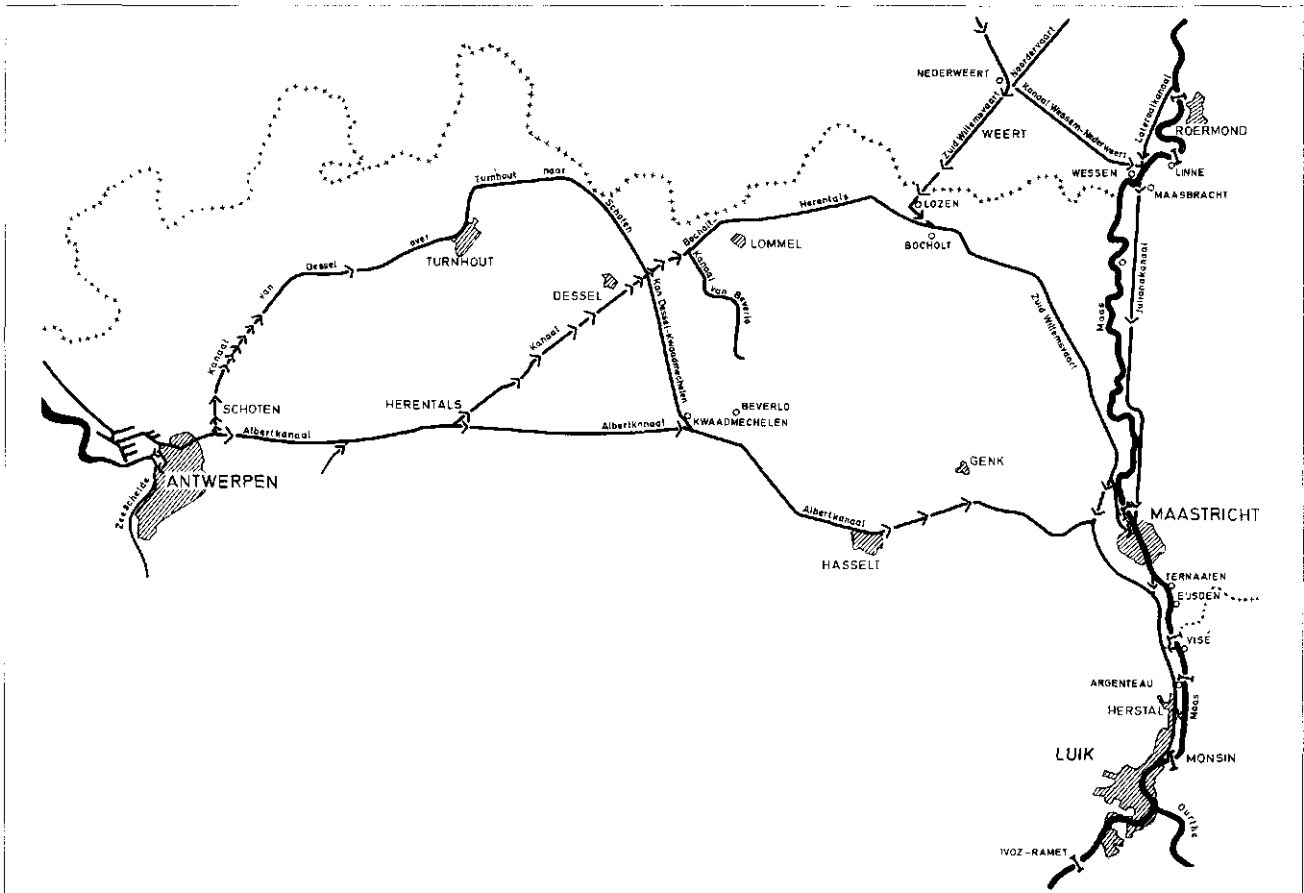 NEDERWEERT
Noordervaart
Kanaal Wessem-Nederweert
Zuid Willemsvaart
WEERT
Lateraalkanaal
ROERMOND
WESSEN
LINNE
MAASBRACHT
LOZEN
BOCHOLT
Turnhout naar Schoten
Bocholt-Herentals
LOMMEL
Kanaal van Dessel over
TURNHOUT
DESSEL
Kanaal
Kan Dessel-Kwaadmechelen
Kanaal van Beverlo
Zuid Willemsvaart
Maas
Julianakanaal
SCHOTEN
HERENTALS
BEVERLO
KWAADMECHELEN
Albertkanaal
Albertkanaal
ANTWERPEN
Zeeschelde
GENK
Albertkanaal
HASSELT
MAASTRICHT
TERNAAIEN
EIJSDEN
VISÉ
ARGENTEAU
HERSTAL
Maas
LUIK
MONSIN
Ourthe
IVOZ-RAMET